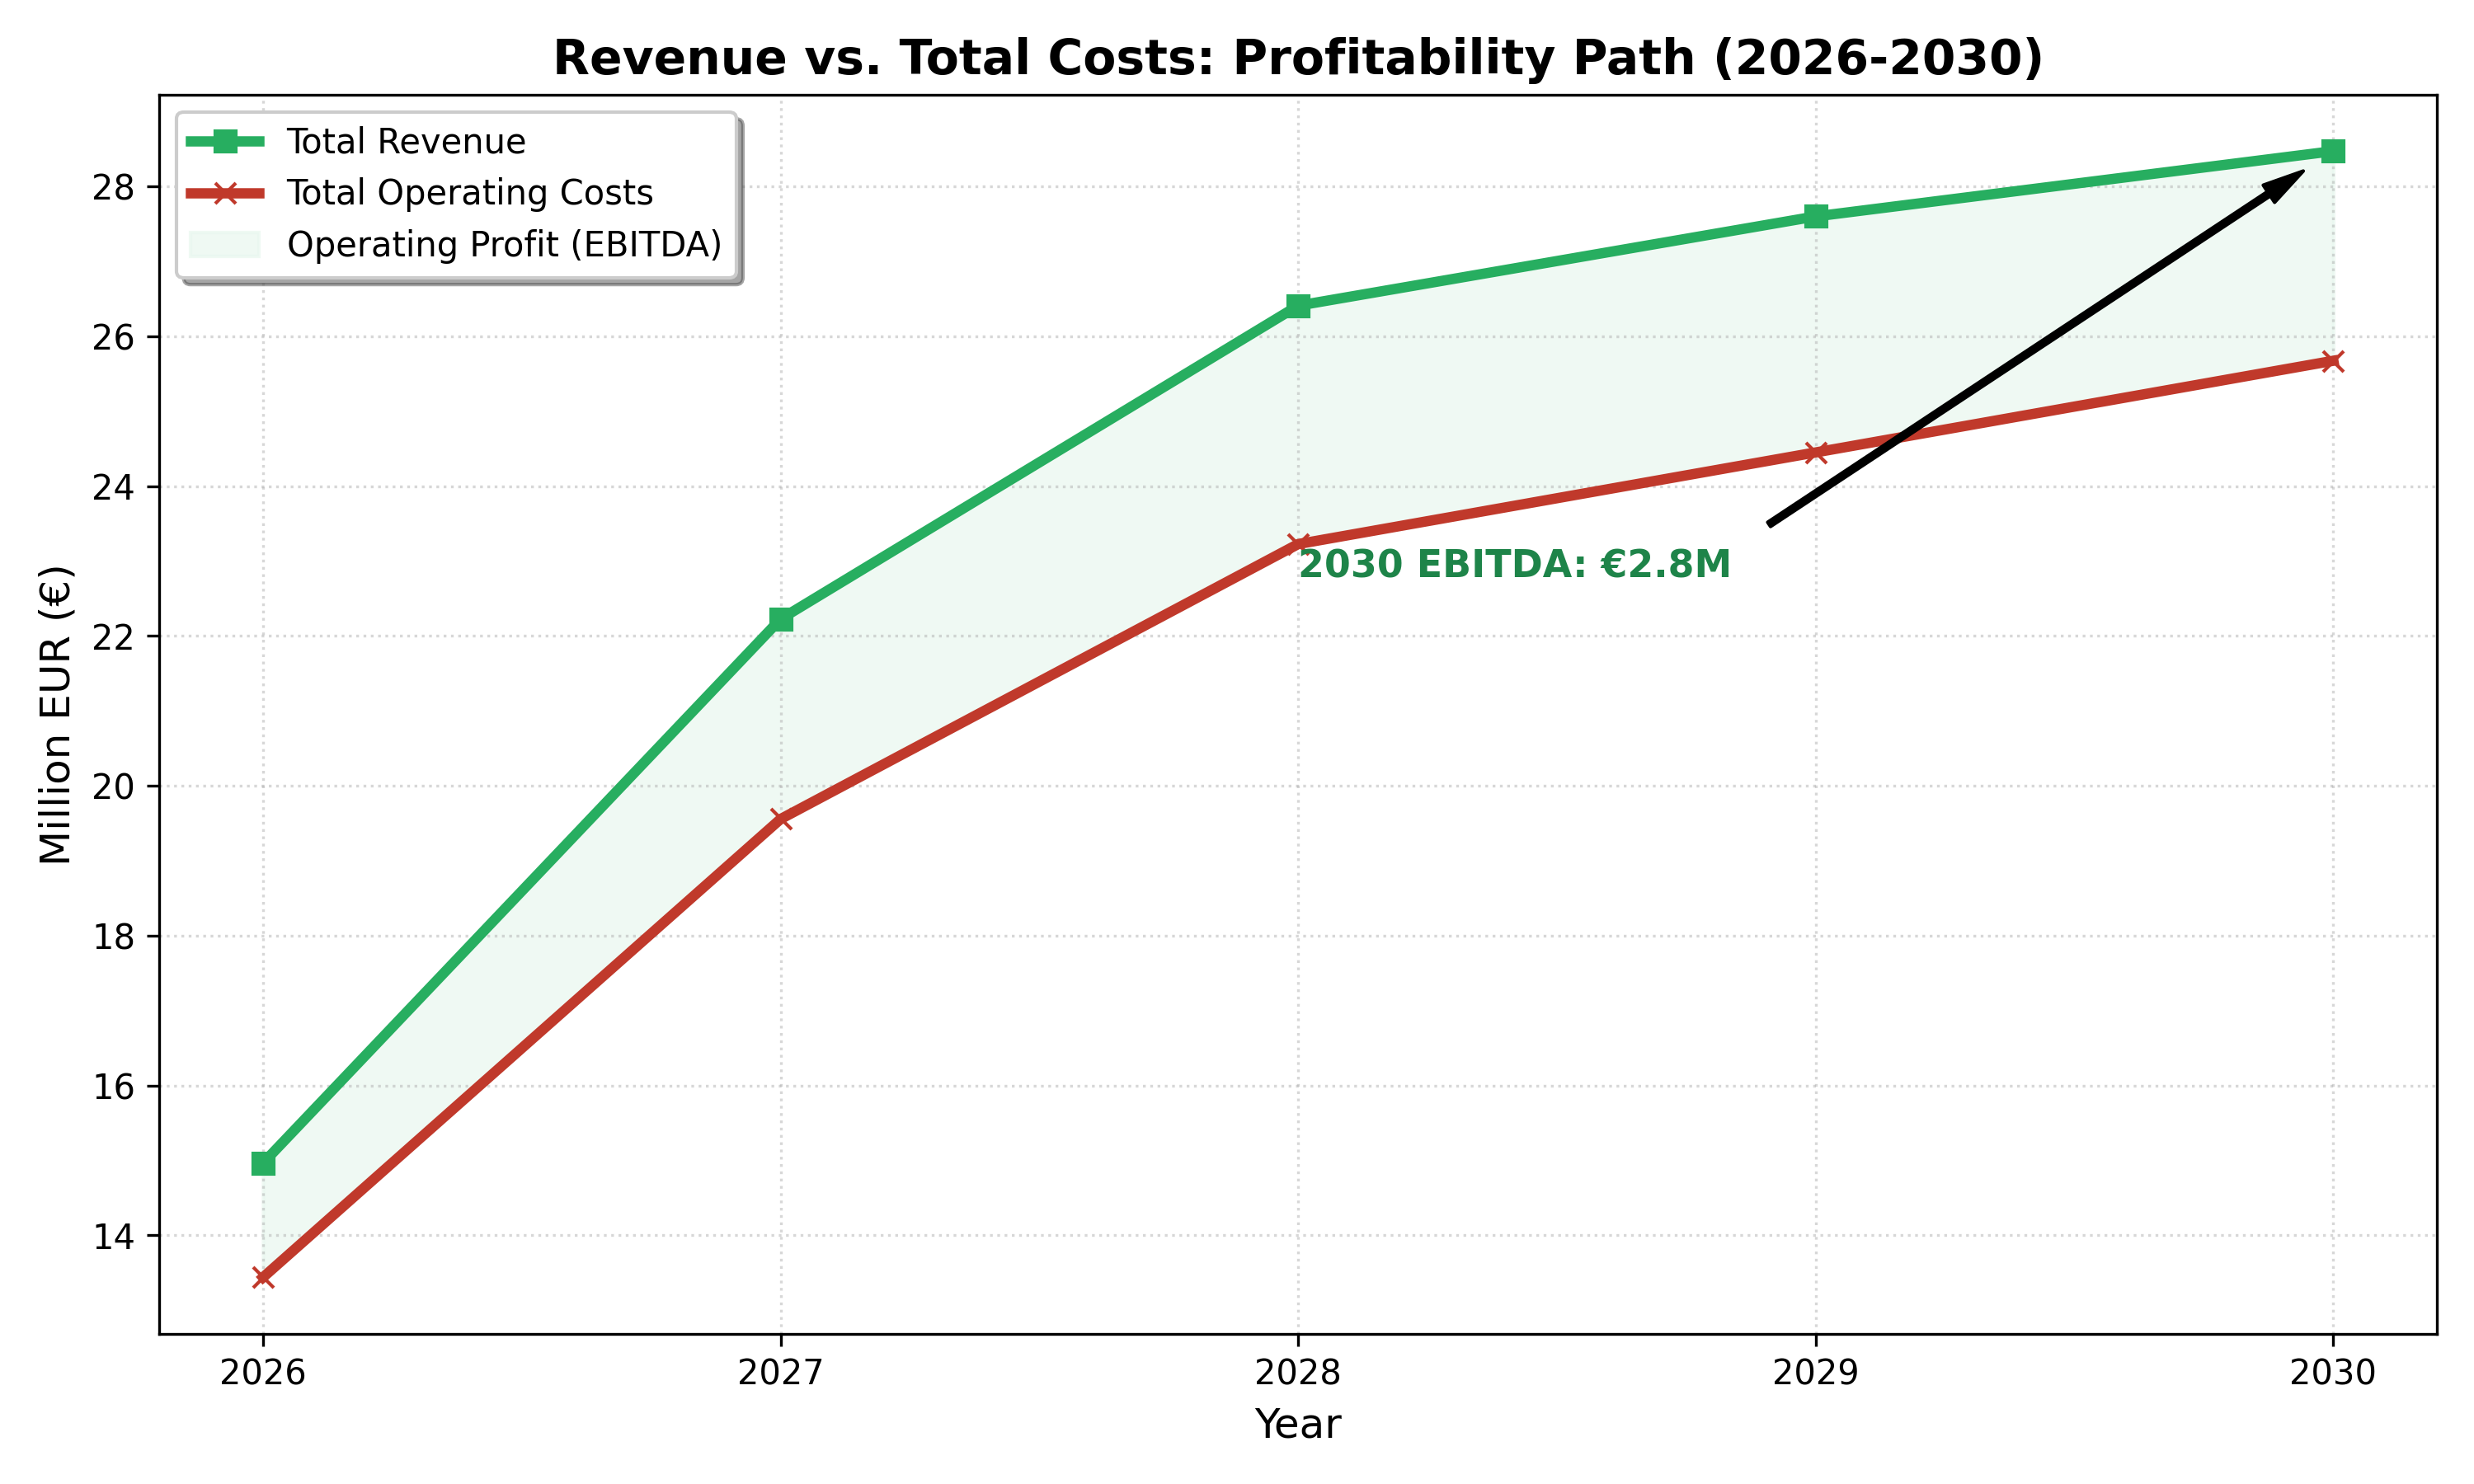 Revenue vs. Total Costs: Profitability Path (2026-2030)
Total Revenue
Total Operating Costs
Operating Profit (EBITDA)
Million EUR (€)
28
26
24
22
20
18
16
14
2030 EBITDA: €2.8M
2026 2027 2028 2029 2030
Year